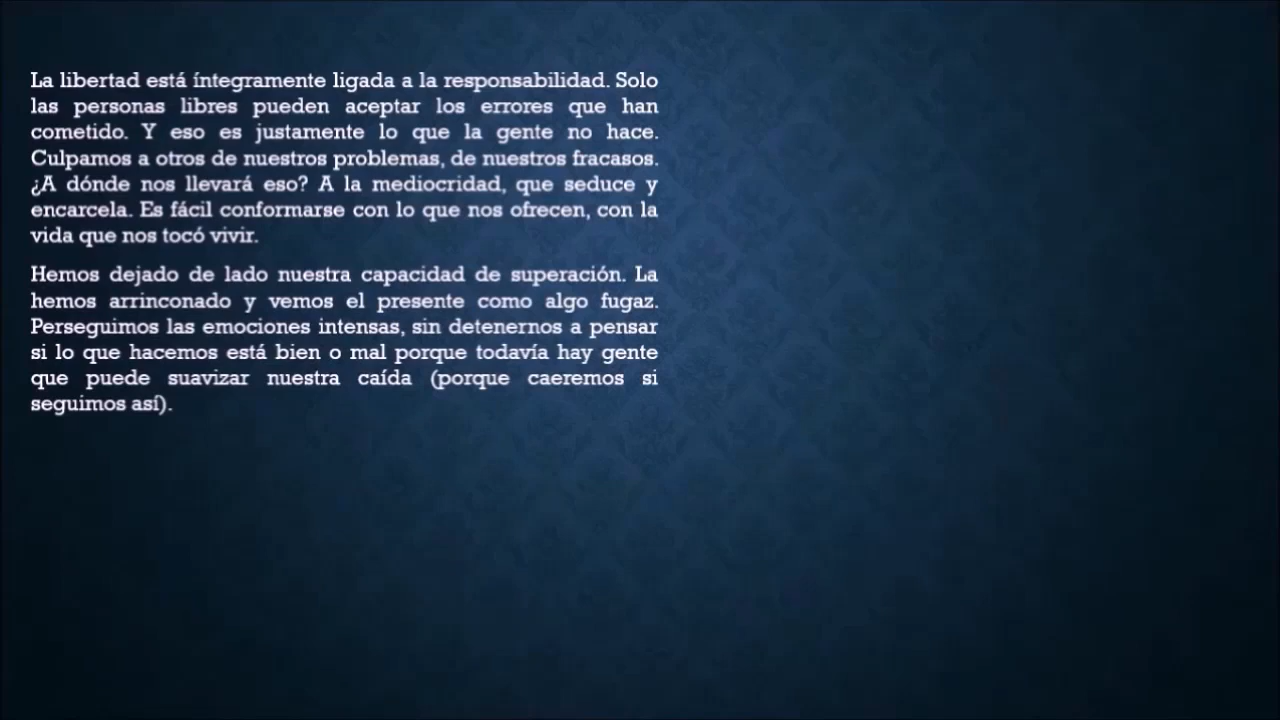 La libertad está íntegramente ligada a la responsabilidad. Solo
las personas libres pueden aceptar los errores que han
cometido. Y eso es justamente lo que la gente no hace.
Culpamos a otros de nuestros problemas, de nuestros fracasos.
¿A dónde nos llevará eso? A la mediocridad, que seduce y
encarcela. Es fácil conformarse con lo que nos ofrecen, con la
vida que nos tocó vivir.
Hemos dejado de lado nuestra capacidad de superación. La
hemos arrinconado y vemos el presente como algo fugaz.
Perseguimos las emociones intensas, sin detenernos a pensar
si lo que hacemos está bien o mal porque todavía hay gente
que puede suavizar nuestra caída (porque caeremos si
seguimos así).